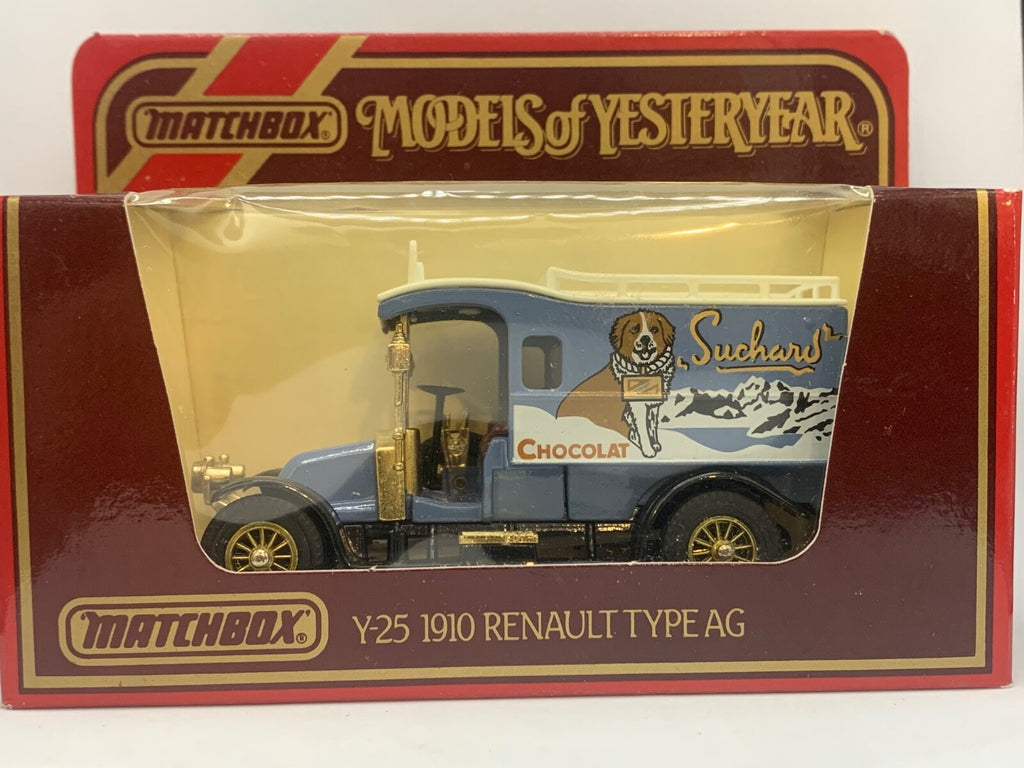 MATCHBOX®
MODELS of YESTERYEAR®
Suchard
CHOCOLAT
MATCHBOX®
Y-25 1910 RENAULT TYPE AG